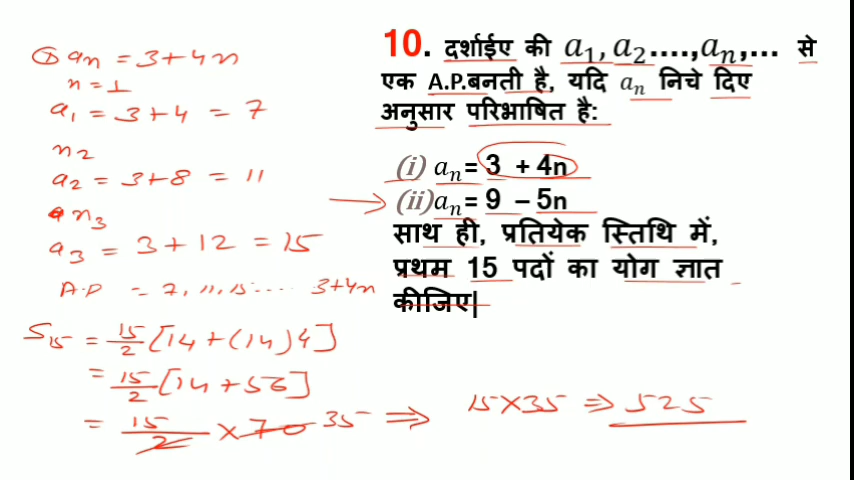 ① an = 3+4n
n = 1
a1 = 3+4 = 7
n2
a2 = 3+8 = 11
n3
a3 = 3+12 = 15
A.P = 7, 11, 15.... 3+4n
S15 = 15/2 [14+(14)4]
= 15/2 [14+56]
= 15/2 × 70 35 ⇒ 15×35 ⇒ 525
10. दर्शाईए की a1, a2....,an,... से
एक A.P.बनती है, यदि an निचे दिए
अनुसार परिभाषित है:
(i) an= 3 + 4n
(ii)an= 9 – 5n
साथ ही, प्रतियेक स्तिथि में,
प्रथम 15 पदों का योग ज्ञात
कीजिए|